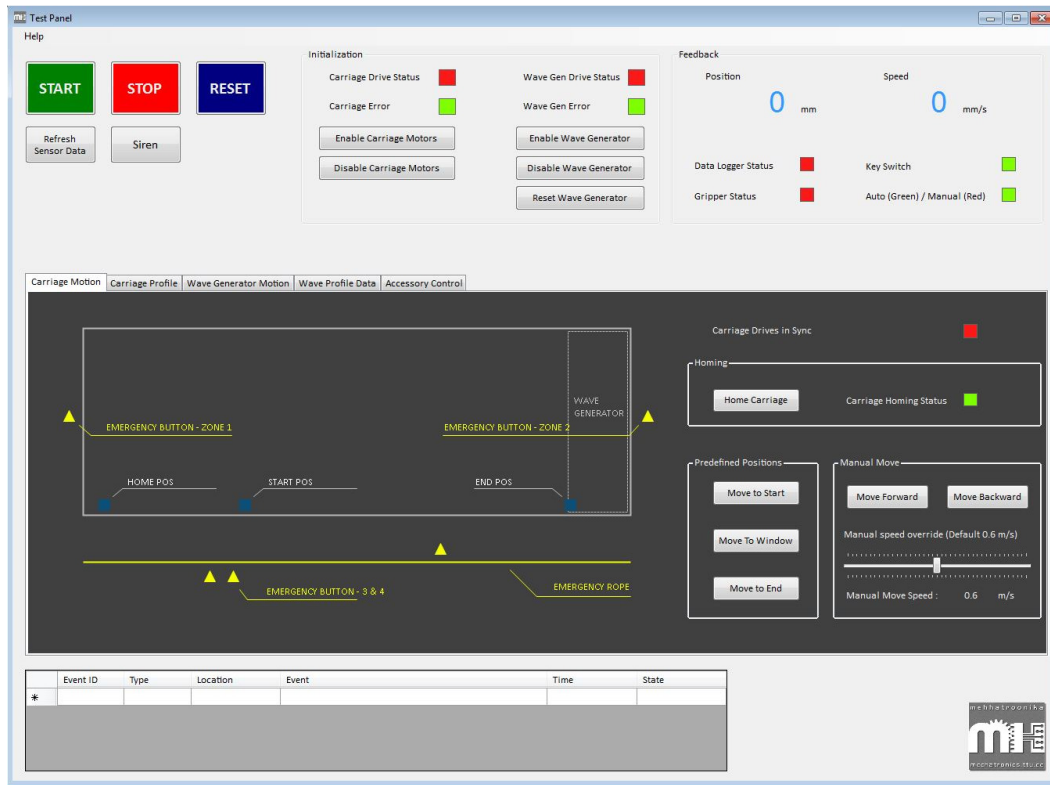 Test Panel
Help
START
STOP
RESET
Refresh
Sensor Data
Siren
Initialization
Carriage Drive Status
Wave Gen Drive Status
Carriage Error
Wave Gen Error
Enable Carriage Motors
Enable Wave Generator
Disable Carriage Motors
Disable Wave Generator
Reset Wave Generator
Feedback
Position
Speed
0 mm
0 mm/s
Data Logger Status
Key Switch
Gripper Status
Auto (Green) / Manual (Red)
Carriage Motion
Carriage Profile
Wave Generator Motion
Wave Profile Data
Accessory Control
WAVE
GENERATOR
EMERGENCY BUTTON - ZONE 1
EMERGENCY BUTTON - ZONE 2
HOME POS
START POS
END POS
EMERGENCY BUTTON - 3 & 4
EMERGENCY ROPE
Carriage Drives in Sync
Homing
Home Carriage
Carriage Homing Status
Predefined Positions
Move to Start
Move To Window
Move to End
Manual Move
Move Forward
Move Backward
Manual speed override (Default 0.6 m/s)
Manual Move Speed : 0.6 m/s
Event ID
Type
Location
Event
Time
State
mehhatroonika
mH
mechatronics.ttu.ee